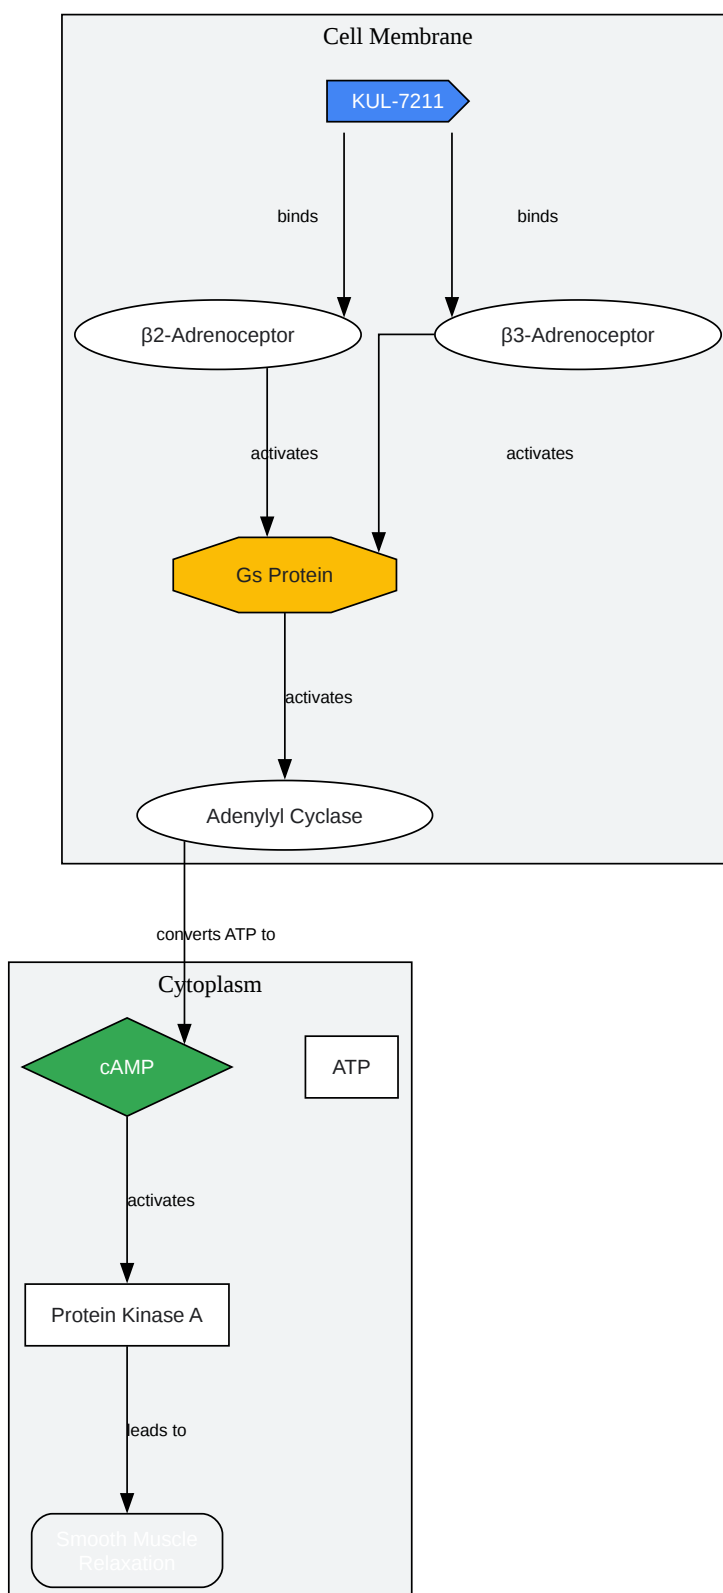 Cell Membrane
KUL-7211
binds
binds
β2-Adrenoceptor
β3-Adrenoceptor
activates
activates
Gs Protein
activates
Adenylyl Cyclase
converts ATP to
Cytoplasm
cAMP
ATP
activates
Protein Kinase A
leads to
Smooth Muscle
Relaxation